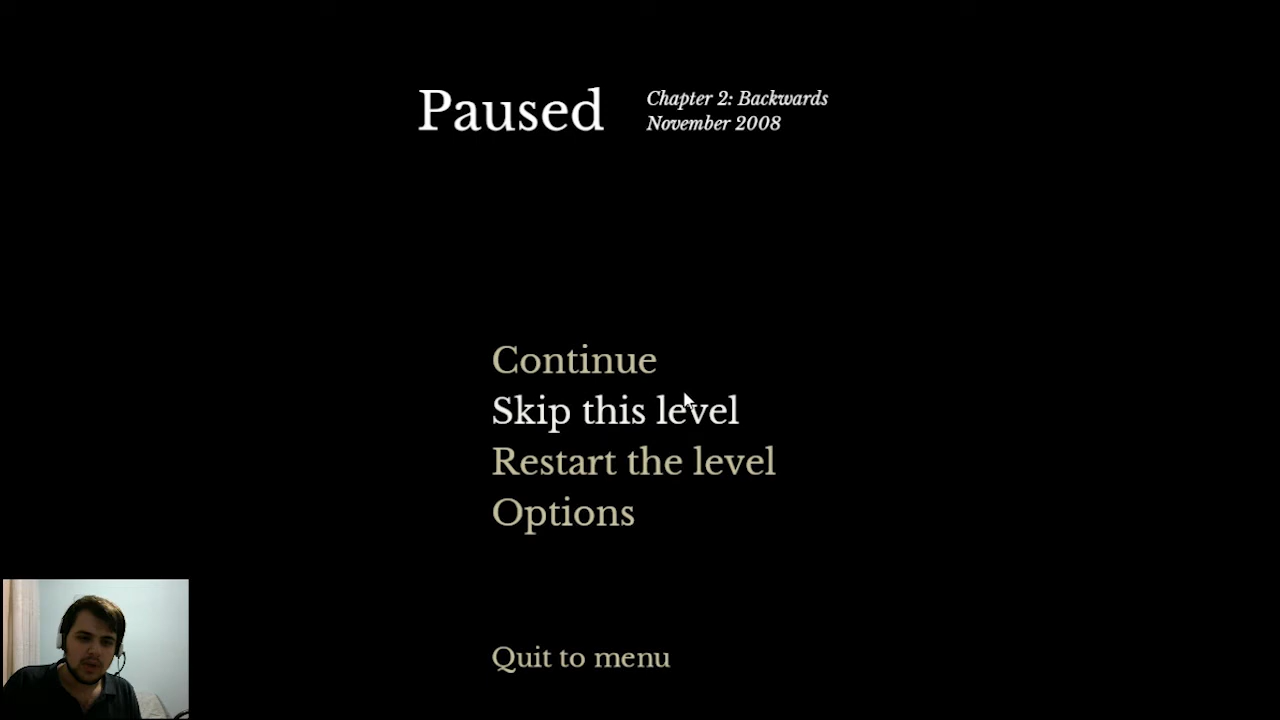 Paused
Chapter 2: Backwards
November 2008
Continue
Skip this level
Restart the level
Options
Quit to menu